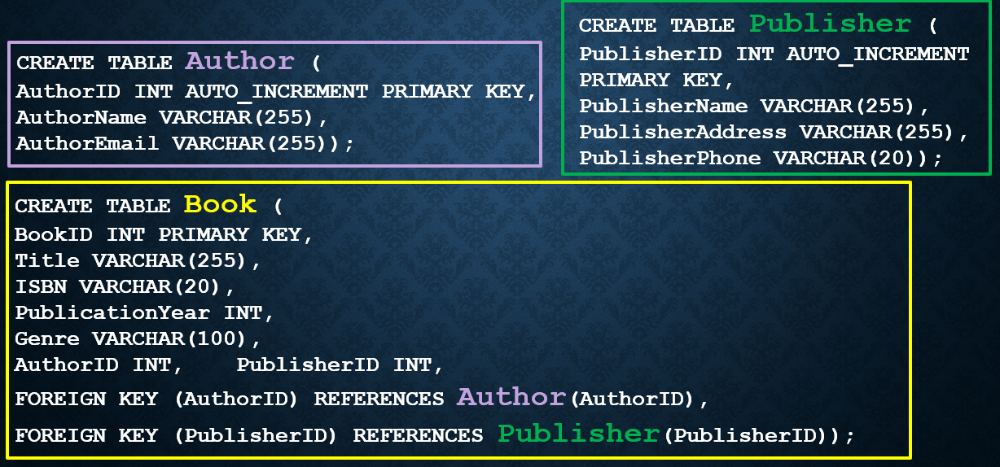 CREATE TABLE Author (
AuthorID INT AUTO_INCREMENT PRIMARY KEY,
AuthorName VARCHAR(255),
AuthorEmail VARCHAR(255));
CREATE TABLE Publisher (
PublisherID INT AUTO_INCREMENT
PRIMARY KEY,
PublisherName VARCHAR(255),
PublisherAddress VARCHAR(255),
PublisherPhone VARCHAR(20));
CREATE TABLE Book (
BookID INT PRIMARY KEY,
Title VARCHAR(255),
ISBN VARCHAR(20),
PublicationYear INT,
Genre VARCHAR(100),
AuthorID INT, PublisherID INT,
FOREIGN KEY (AuthorID) REFERENCES Author(AuthorID),
FOREIGN KEY (PublisherID) REFERENCES Publisher(PublisherID));